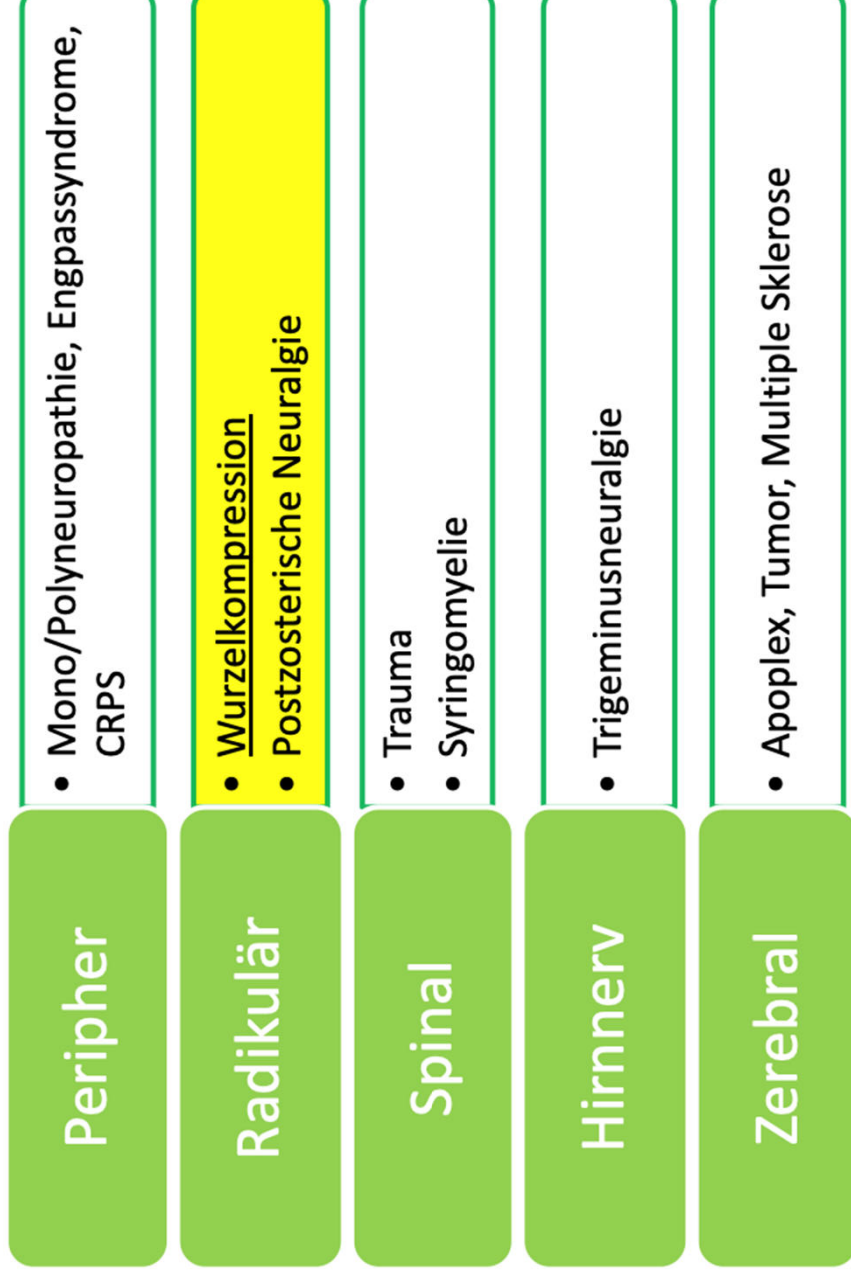 Peripher
• Mono/Polyneuropathie, Engpassyndrome,
CRPS
Radikulär
• Wurzelkompression
• Postzosterische Neuralgie
Spinal
• Trauma
• Syringomyelie
Hirnnerv
• Trigeminusneuralgie
Zerebral
• Apoplex, Tumor, Multiple Sklerose